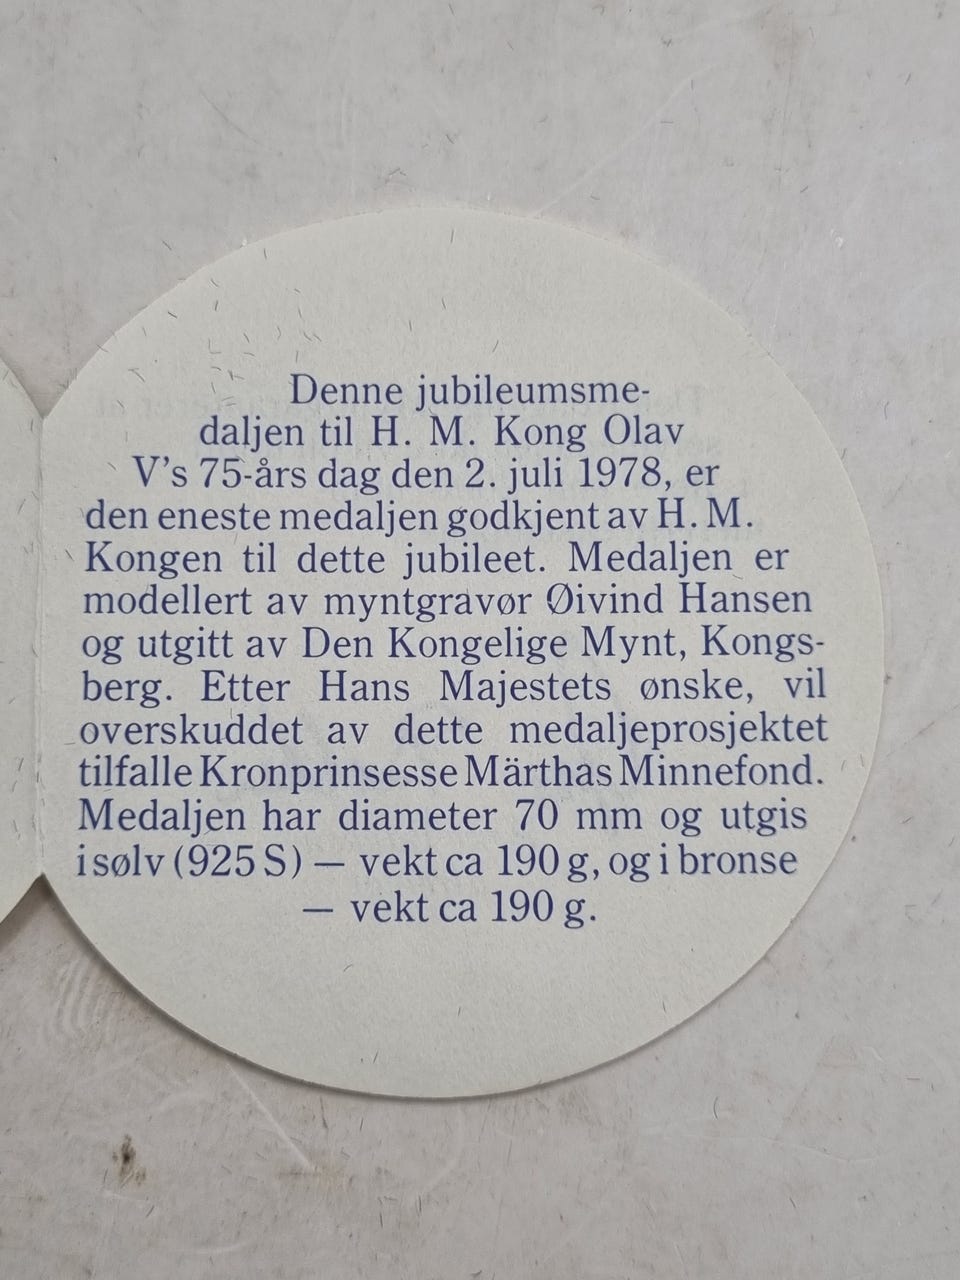 Denne jubileumsme-
daljen til H. M. Kong Olav
V's 75-års dag den 2. juli 1978, er
den eneste medaljen godkjent av H. M.
Kongen til dette jubileet. Medaljen er
modellert av myntgravør Øivind Hansen
og utgitt av Den Kongelige Mynt, Kongs-
berg. Etter Hans Majestets ønske, vil
overskuddet av dette medaljeprosjektet
tilfalle Kronprinsesse Märthas Minnefond.
Medaljen har diameter 70 mm og utgis
i sølv (925 S) — vekt ca 190 g, og i bronse
— vekt ca 190 g.